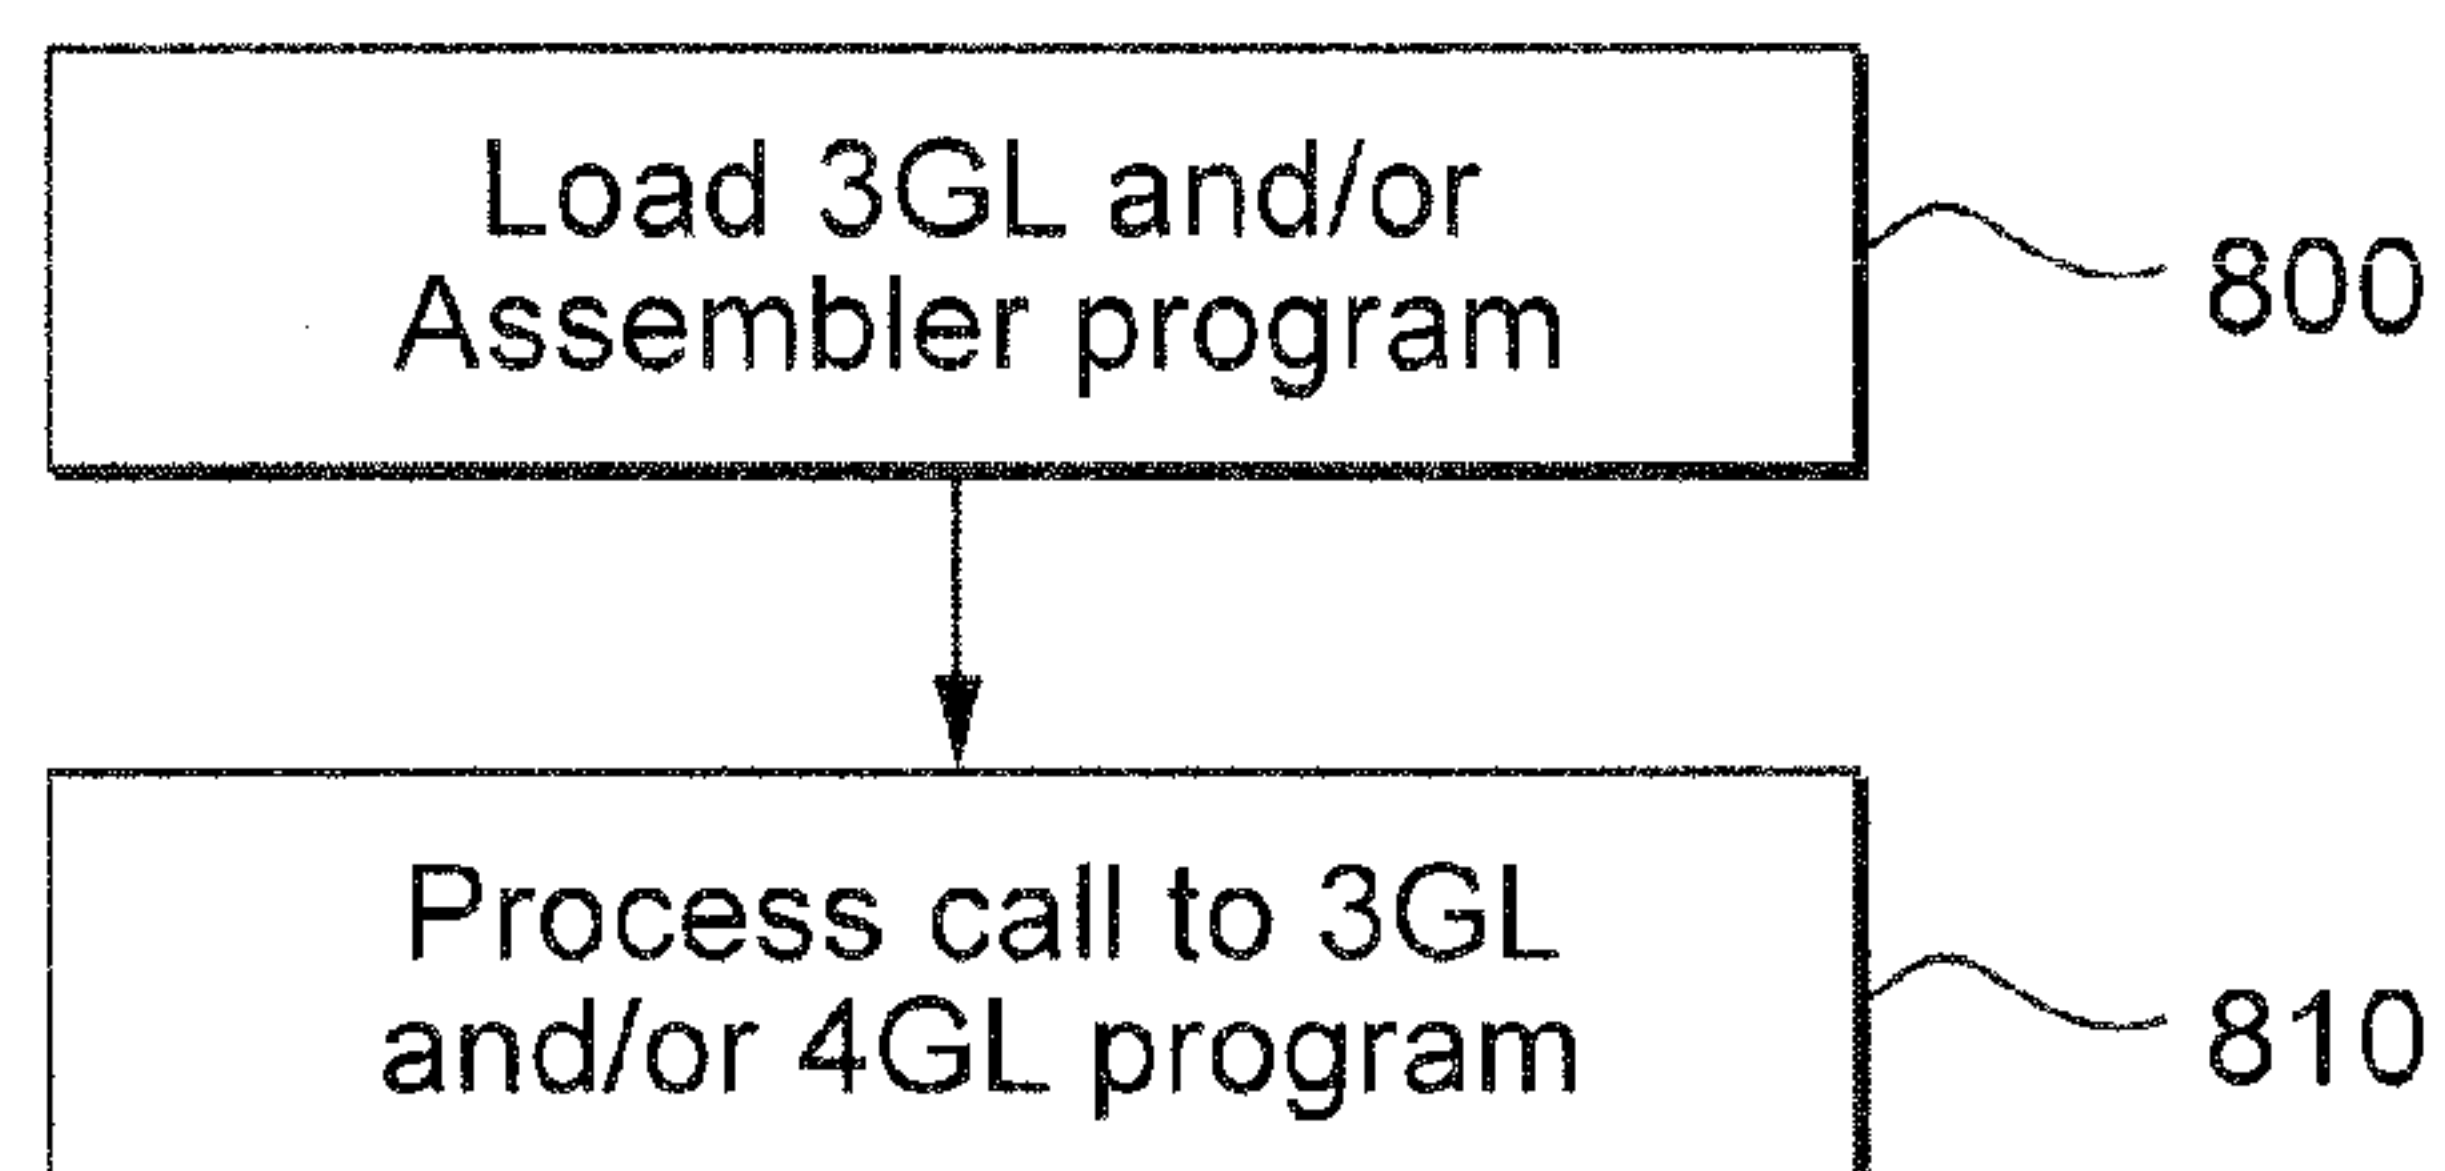 Load 3GL and/or
Assembler program
800
Process call to 3GL
and/or 4GL program
810